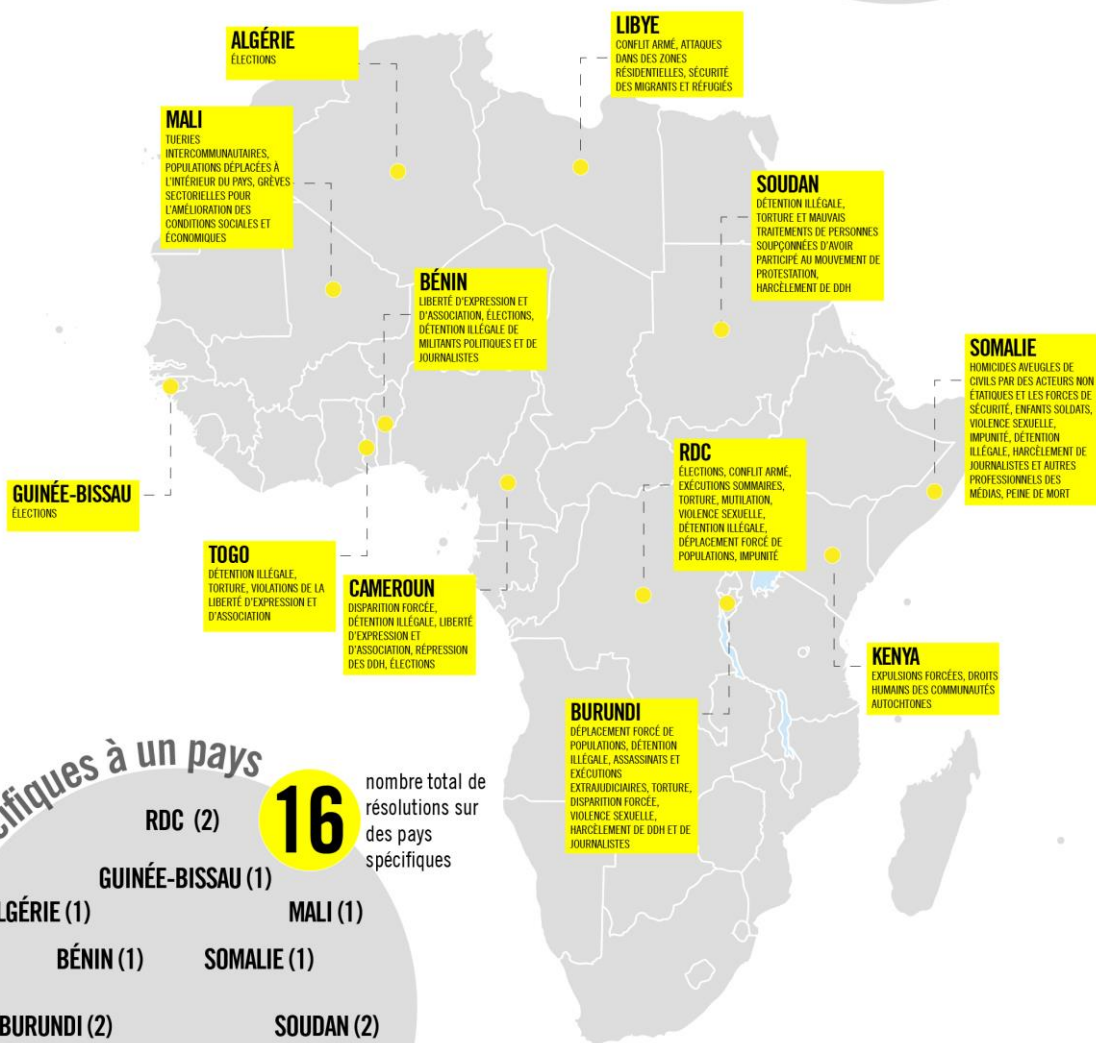 ALGÉRIE
ÉLECTIONS
LIBYE
CONFLIT ARMÉ, ATTAQUES
DANS DES ZONES
RÉSIDENTIELLES, SÉCURITÉ
DES MIGRANTS ET RÉFUGIÉS
MALI
TUERIES
INTERCOMMUNAUTAIRES,
POPULATIONS DÉPLACÉES À
L'INTÉRIEUR DU PAYS, GRÈVES
SECTORIELLES POUR
L'AMÉLIORATION DES
CONDITIONS SOCIALES ET
ÉCONOMIQUES
SOUDAN
DÉTENTION ILLÉGALE,
TORTURE ET MAUVAIS
TRAITEMENTS DE PERSONNES
SOUPÇONNÉES D'AVOIR
PARTICIPÉ AU MOUVEMENT DE
PROTESTATION,
HARCÈLEMENT DE DDH
BÉNIN
LIBERTÉ D'EXPRESSION ET
D'ASSOCIATION, ÉLECTIONS,
DÉTENTION ILLÉGALE DE
MILITANTS POLITIQUES ET DE
JOURNALISTES
SOMALIE
HOMICIDES AVEUGLES DE
CIVILS PAR DES ACTEURS NON
ÉTATIQUES ET LES FORCES DE
SÉCURITÉ, ENFANTS SOLDATS,
VIOLENCE SEXUELLE,
IMPUNITÉ, DÉTENTION
ILLÉGALE, HARCÈLEMENT DE
JOURNALISTES ET AUTRES
PROFESSIONNELS DES
MÉDIAS, PEINE DE MORT
RDC
ÉLECTIONS, CONFLIT ARMÉ,
EXÉCUTIONS SOMMAIRES,
TORTURE, MUTILATION,
VIOLENCE SEXUELLE,
DÉTENTION ILLÉGALE,
DÉPLACEMENT FORCÉ DE
POPULATIONS, IMPUNITÉ
GUINÉE-BISSAU
ÉLECTIONS
TOGO
DÉTENTION ILLÉGALE,
TORTURE, VIOLATIONS DE LA
LIBERTÉ D'EXPRESSION ET
D'ASSOCIATION
CAMEROUN
DISPARITION FORCÉE,
DÉTENTION ILLÉGALE, LIBERTÉ
D'EXPRESSION ET
D'ASSOCIATION, RÉPRESSION
DES DDH, ÉLECTIONS
KENYA
EXPULSIONS FORCÉES, DROITS
HUMAINS DES COMMUNAUTÉS
AUTOCHTONES
BURUNDI
DÉPLACEMENT FORCÉ DE
POPULATIONS, DÉTENTION
ILLÉGALE, ASSASSINATS ET
EXÉCUTIONS
EXTRAJUDICIAIRES, TORTURE,
DISPARITION FORCÉE,
VIOLENCE SEXUELLE,
HARCÈLEMENT DE DDH ET DE
JOURNALISTES
ifiques à un pays
16
nombre total de
résolutions sur
des pays
spécifiques
RDC (2)
GUINÉE-BISSAU (1)
LGÉRIE (1)
MALI (1)
BÉNIN (1)
SOMALIE (1)
BURUNDI (2)
SOUDAN (2)